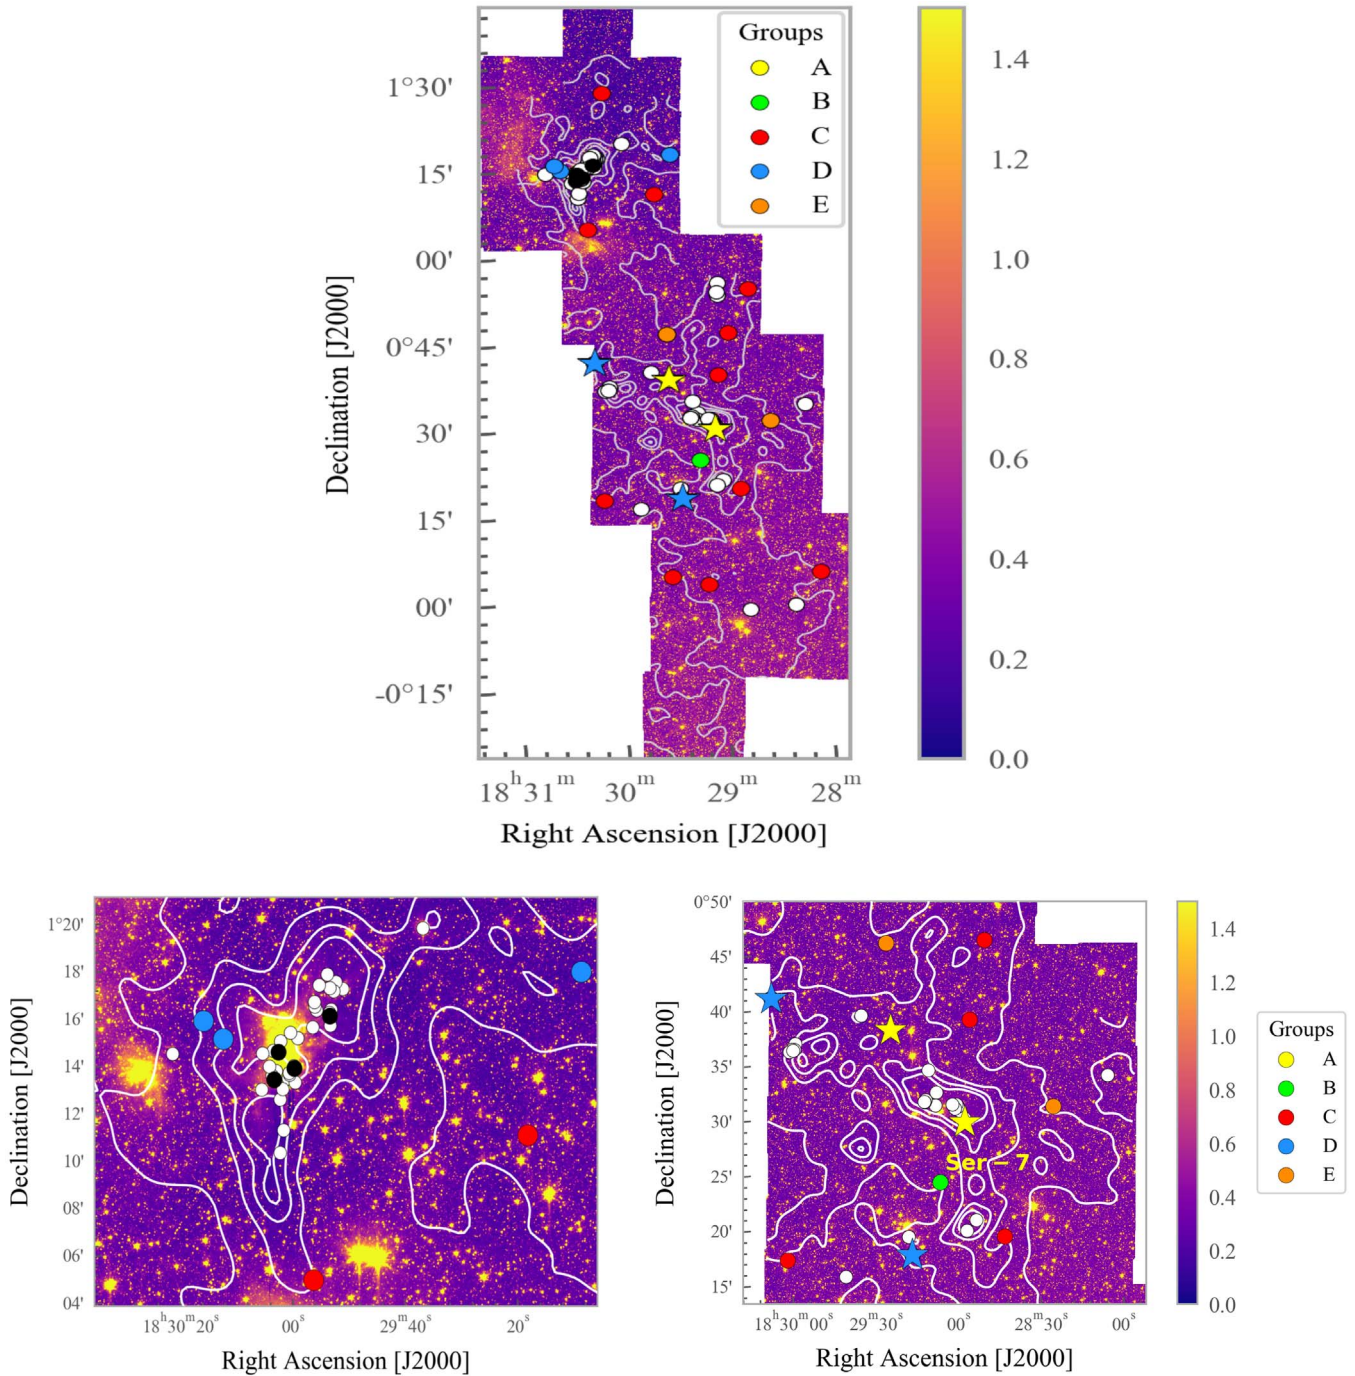 Groups
A
B
C
D
E
1°30'
15'
00'
0°45'
30'
15'
00'
-0°15'
Declination [J2000]
18ʰ31ᵐ 30ᵐ 29ᵐ 28ᵐ
Right Ascension [J2000]
1.4
1.2
1.0
0.8
0.6
0.4
0.2
0.0
1°20'
18'
16'
14'
12'
10'
08'
06'
04'
Declination [J2000]
18ʰ30ᵐ20ˢ 00ˢ 29ᵐ40ˢ 20ˢ
Right Ascension [J2000]
0°50'
45'
40'
35'
30'
25'
20'
15'
Declination [J2000]
Ser – 7
18ʰ30ᵐ00ˢ 29ᵐ30ˢ 00ˢ 28ᵐ30ˢ 00ˢ
Right Ascension [J2000]
1.4
1.2
1.0
0.8
0.6
0.4
0.2
0.0
Groups
A
B
C
D
E